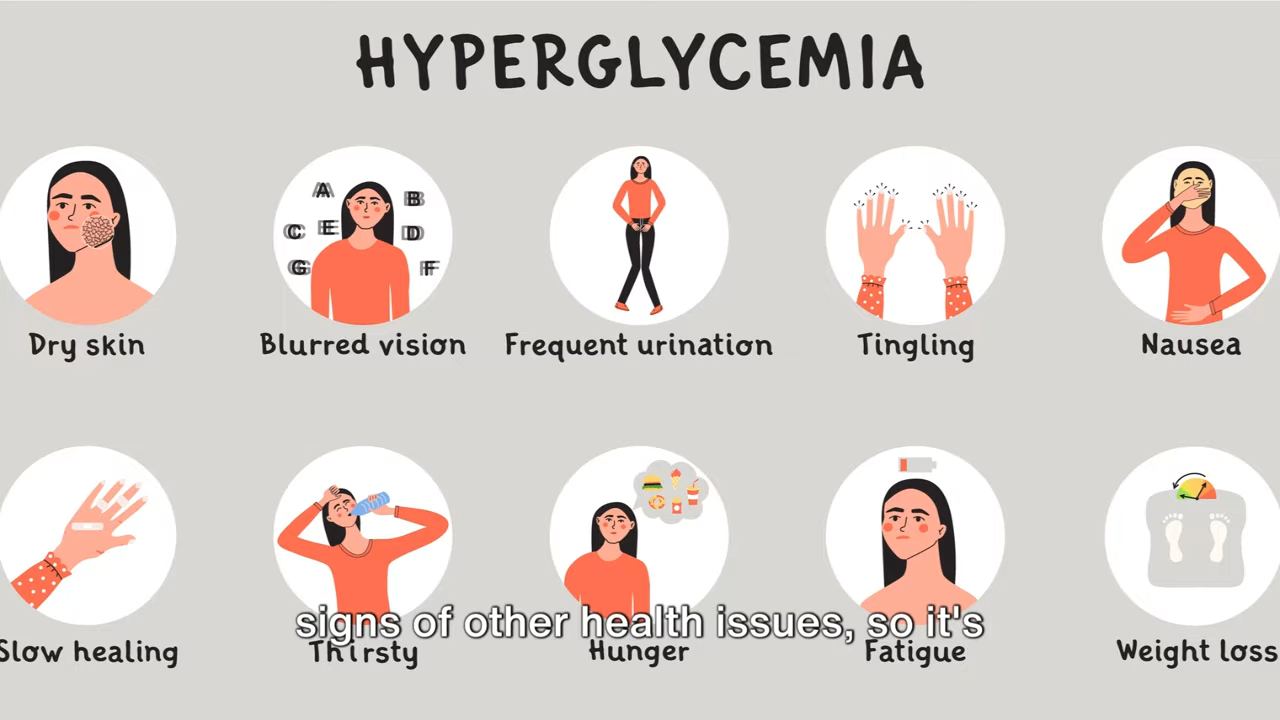 HYPERGLYCEMIA
A
B
C
E
D
G
F
Dry skin
Blurred vision
Frequent urination
Tingling
Nausea
signs of other health issues, so it's
Slow healing
Thirsty
Hunger
Fatigue
Weight loss